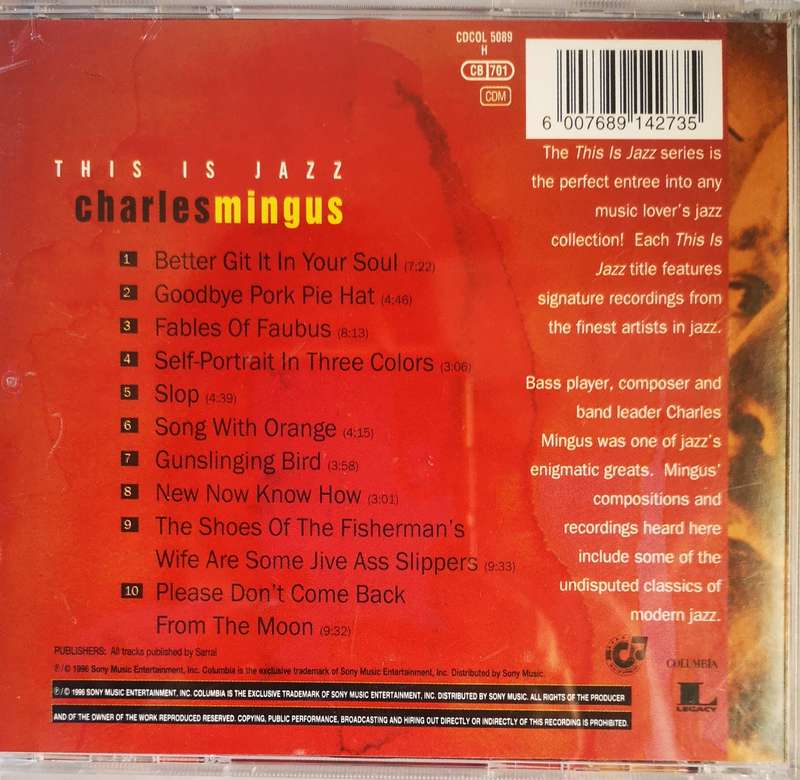 CDCOL 5089
H
CB 701
CDM
6 007689 142735
THIS IS JAZZ
charlesmingus
1 Better Git It In Your Soul (7:22)
2 Goodbye Pork Pie Hat (4:46)
3 Fables Of Faubus (8:13)
4 Self-Portrait In Three Colors (3:06)
5 Slop (4:39)
6 Song With Orange (4:15)
7 Gunslinging Bird (3:58)
8 New Now Know How (3:01)
9 The Shoes Of The Fisherman's
Wife Are Some Jive Ass Slippers (9:33)
10 Please Don't Come Back
From The Moon (9:32)
The This Is Jazz series is
the perfect entree into any
music lover's jazz
collection! Each This Is
Jazz title features
signature recordings from
the finest artists in jazz.
Bass player, composer and
band leader Charles
Mingus was one of jazz's
enigmatic greats. Mingus'
compositions and
recordings heard here
include some of the
undisputed classics of
modern jazz.
PUBLISHERS: All tracks published by Sarrai
℗/© 1996 Sony Music Entertainment, Inc. Columbia is the exclusive trademark of Sony Music Entertainment, Inc. Distributed by Sony Music.
℗/© 1996 SONY MUSIC ENTERTAINMENT, INC. COLUMBIA IS THE EXCLUSIVE TRADEMARK OF SONY MUSIC ENTERTAINMENT, INC. DISTRIBUTED BY SONY MUSIC. ALL RIGHTS OF THE PRODUCER
AND OF THE OWNER OF THE WORK REPRODUCED RESERVED. COPYING, PUBLIC PERFORMANCE, BROADCASTING AND HIRING OUT DIRECTLY OR INDIRECTLY OF THIS RECORDING IS PROHIBITED.
COLUMBIA
L
LEGACY